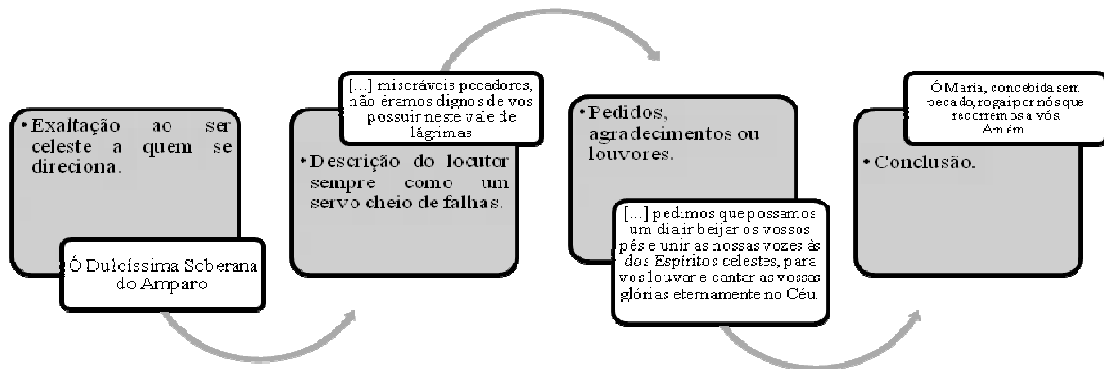 • Exaltação ao ser
celeste a quem se
direciona.
Ó Dulcíssima Soberana
do Amparo
[...] miseráveis pecadores,
não éramos dignos de vos
possuir neste vale de
lágrimas
• Descrição do locutor
sempre como um
servo cheio de falhas.
• Pedidos,
agradecimentos ou
louvores.
[...] pedimos que possamos
um dia ir beijar os vossos
pés e unir as nossas vozes às
dos Espíritos celestes, para
vos louvar e cantar as vossas
glórias eternamente no Céu.
Ó Maria, concebida sem
pecado, rogai por nós que
recorremos a vós.
Amém
• Conclusão.